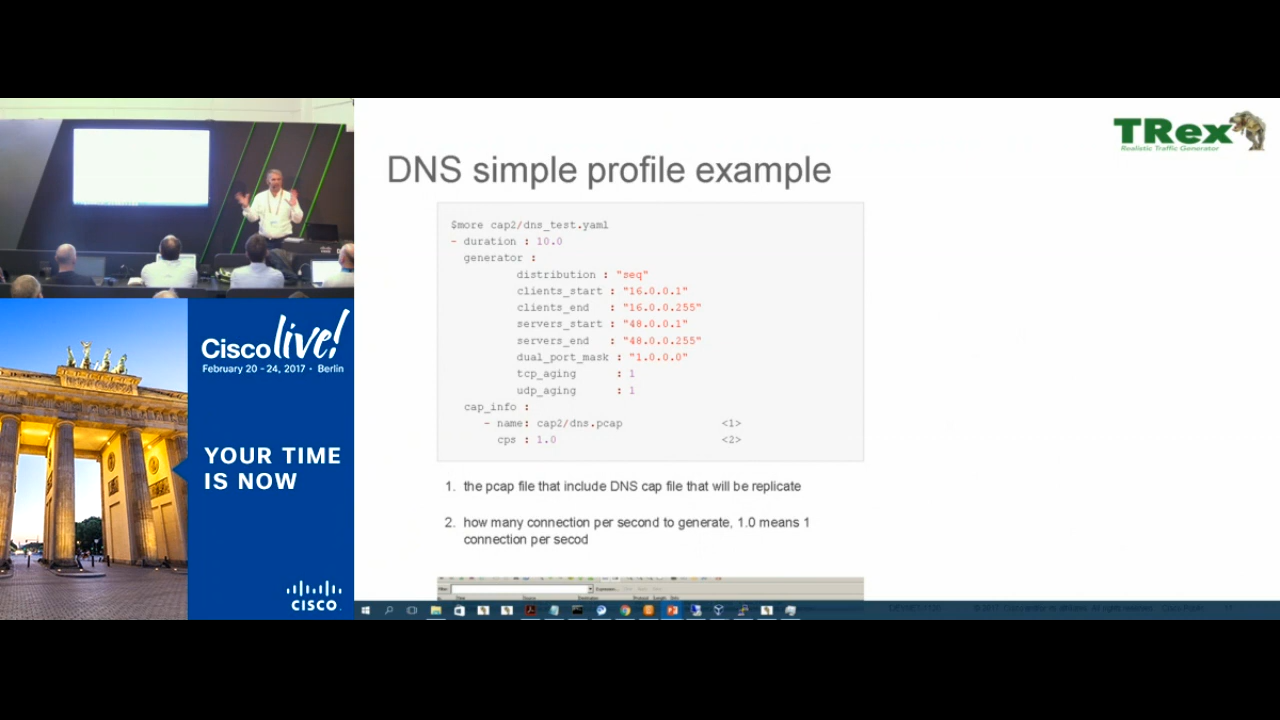 TRex
Realistic Traffic Generator
DNS simple profile example
$more cap2/dns_test.yaml
- duration : 10.0
generator :
distribution : "seq"
clients_start : "16.0.0.1"
clients_end : "16.0.0.255"
servers_start : "48.0.0.1"
servers_end : "48.0.0.255"
dual_port_mask : "1.0.0.0"
tcp_aging : 1
udp_aging : 1
cap_info :
- name: cap2/dns.pcap <1>
cps : 1.0 <2>
1. the pcap file that include DNS cap file that will be replicate
2. how many connection per second to generate, 1.0 means 1
connection per secod
Cisco live!
February 20 - 24, 2017 • Berlin
YOUR TIME
IS NOW
CISCO